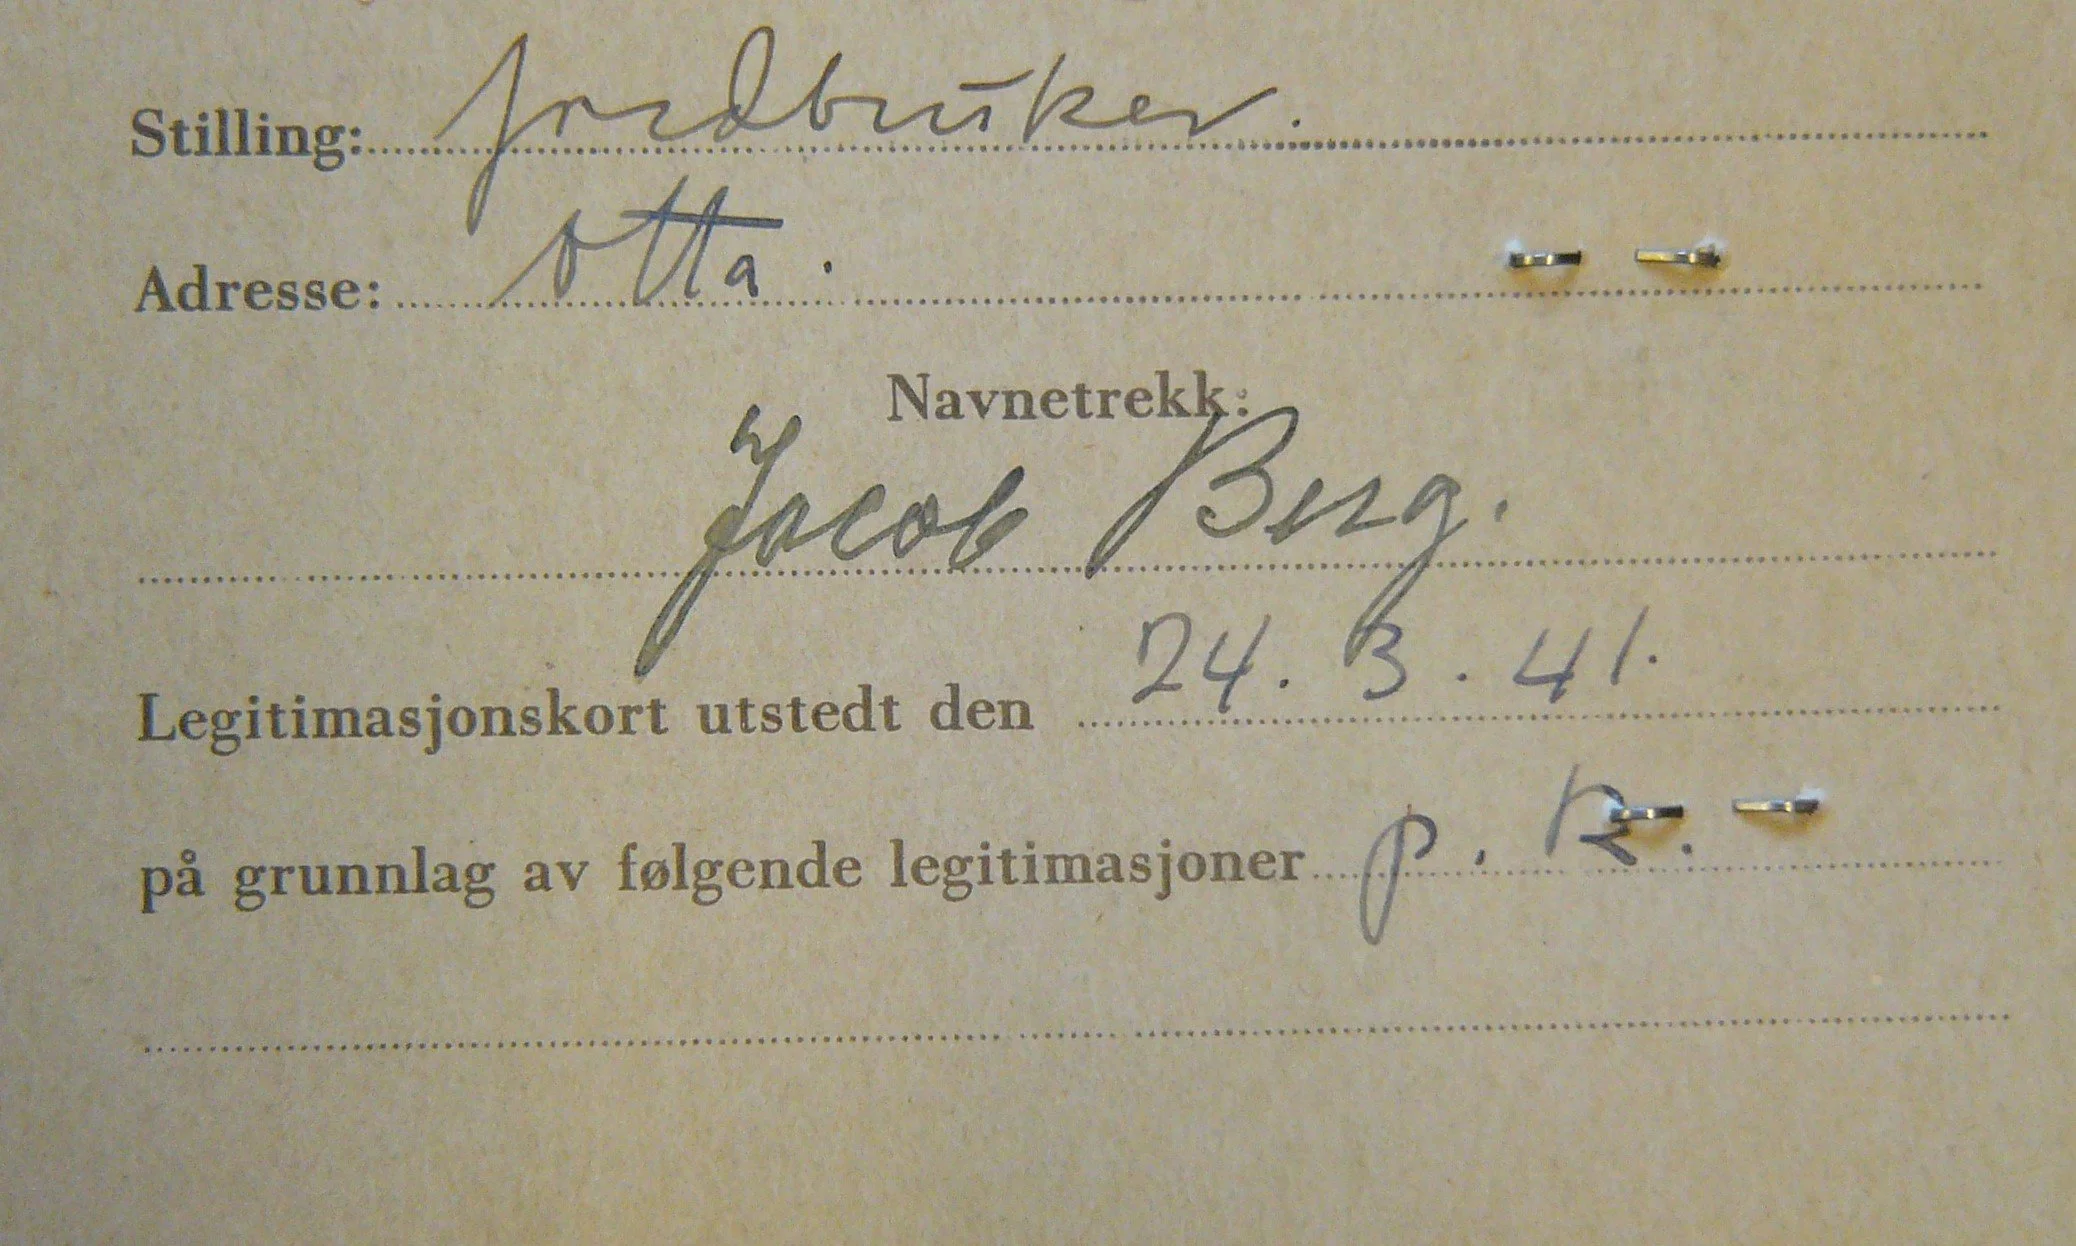 Stilling: Jordbruker.
Adresse: Otta.
Navnetrekk:
Jacob Berg.
Legitimasjonskort utstedt den 24. 3. 41.
på grunnlag av følgende legitimasjoner p. K.